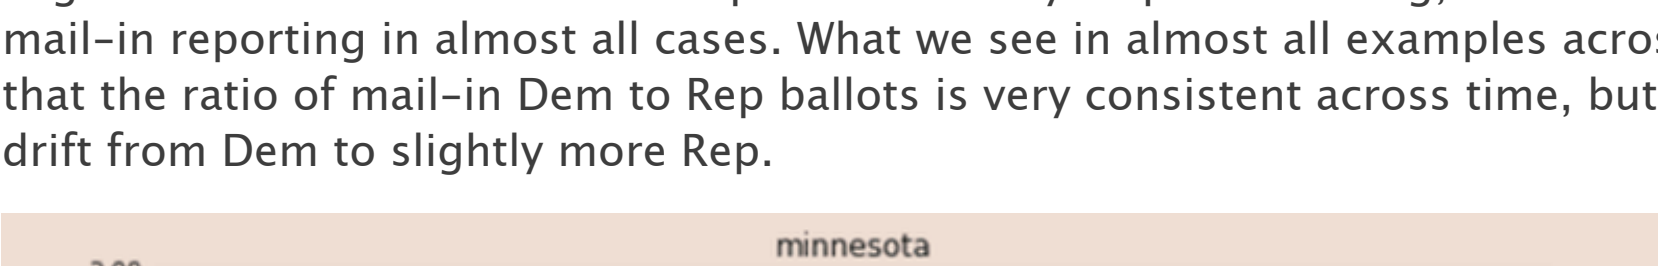 mail-in reporting in almost all cases. What we see in almost all examples
that the ratio of mail-in Dem to Rep ballots is very consistent across time, but
drift from Dem to slightly more Rep.
minnesota